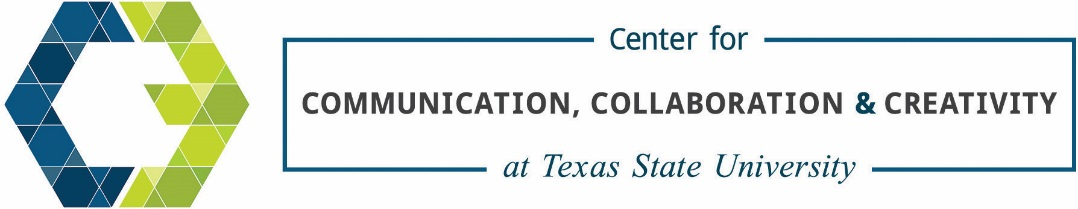 Center for
COMMUNICATION, COLLABORATION & CREATIVITY
at Texas State University